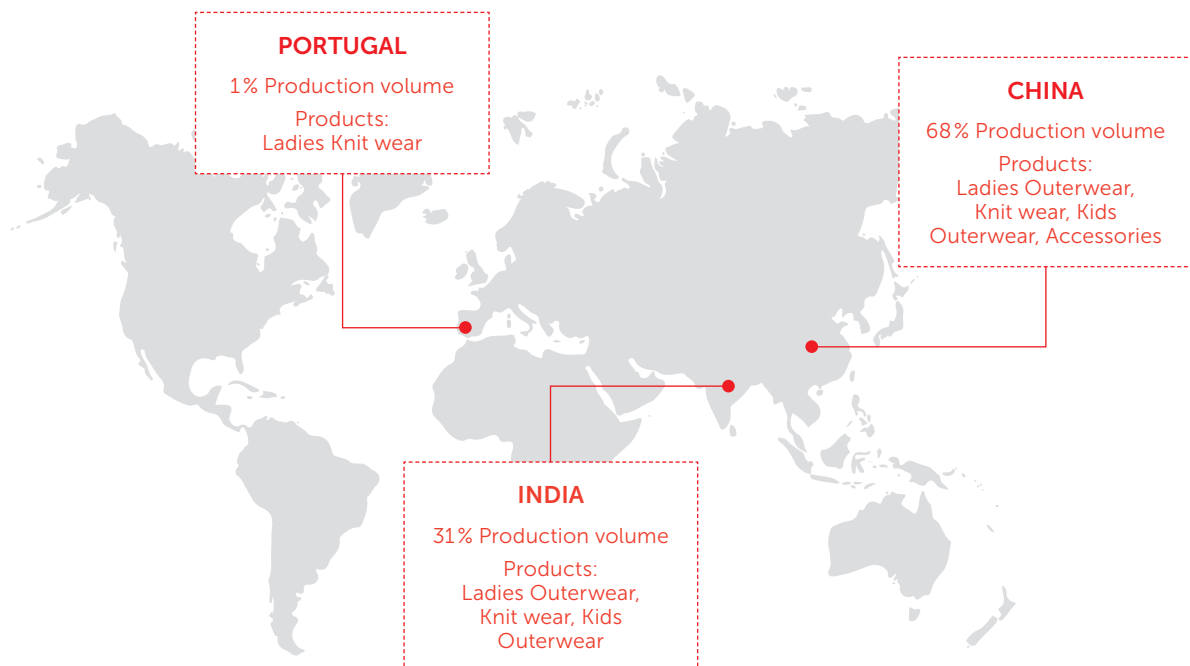 PORTUGAL
1% Production volume
Products:
Ladies Knit wear
CHINA
68% Production volume
Products:
Ladies Outerwear,
Knit wear, Kids
Outerwear, Accessories
INDIA
31% Production volume
Products:
Ladies Outerwear,
Knit wear, Kids
Outerwear